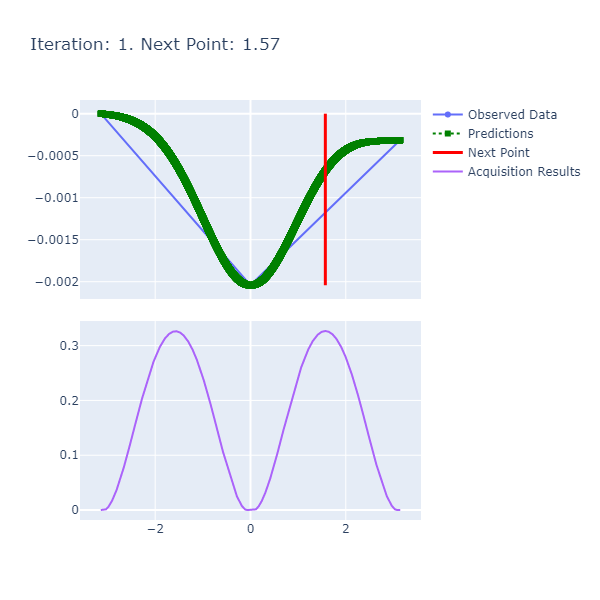 Iteration: 1. Next Point: 1.57
0
−0.0005
−0.001
−0.0015
−0.002
Observed Data
Predictions
Next Point
Acquisition Results
0.3
0.2
0.1
0
−2
0
2